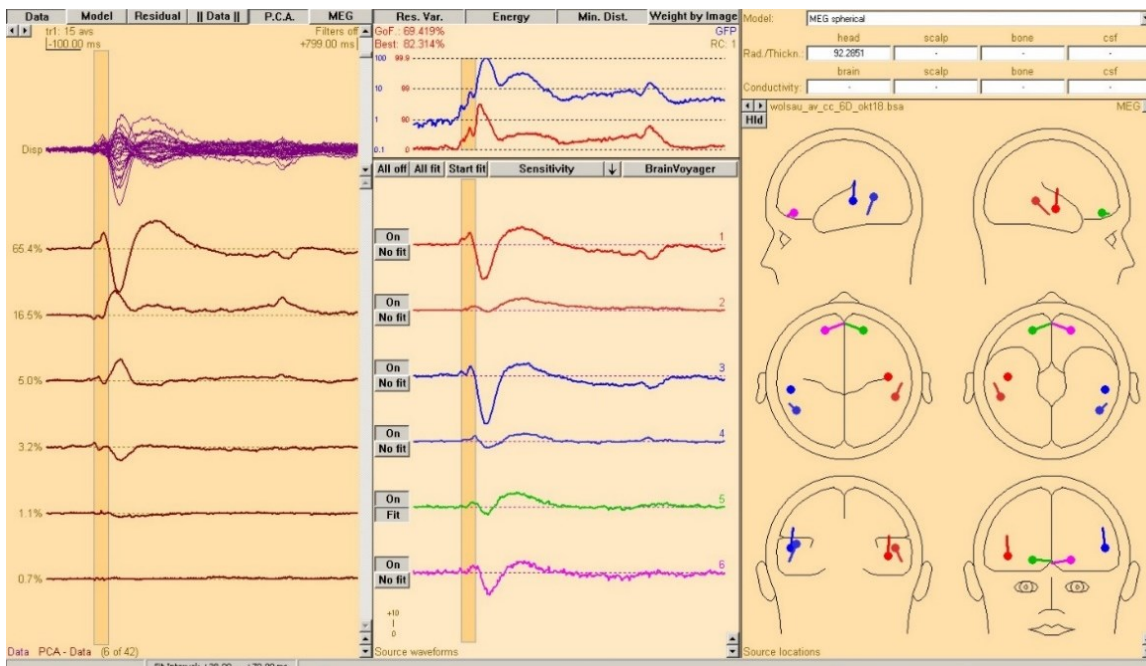 Data Model Residual || Data || P.C.A. MEG
tr1: 15 avs Filters off
-100.00 ms +799.00 ms
Disp
65.4%
16.5%
5.0%
3.2%
1.1%
0.7%
Data PCA - Data (6 of 42)
Res. Var. Energy Min. Dist. Weight by Image
GoF.: 69.419% GFP
Best: 82.314% RC: 1
100 99.9
10 99
1 90
0.1 0
All off All fit Start fit Sensitivity ↓ BrainVoyager
On 1
No fit
On 2
No fit
On 3
No fit
On 4
No fit
On 5
Fit
On 6
No fit
+10
0
Source waveforms
Model: MEG spherical
head scalp bone csf
Rad./Thickn.: 92.2851 - - -
brain scalp bone csf
Conductivity: - - - -
wolsau_av_cc_6D_okt18.bsa MEG
Hld
Source locations